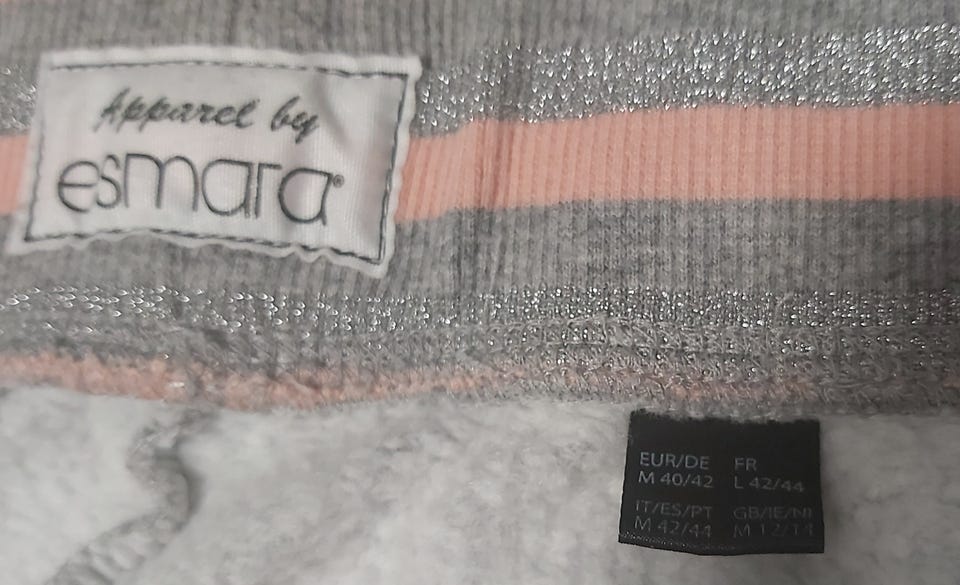 Apparel by
esmara®
EUR/DE FR
M 40/42 L 42/44
IT/ES/PT GB/IE/NI
M 42/44 M 12/14